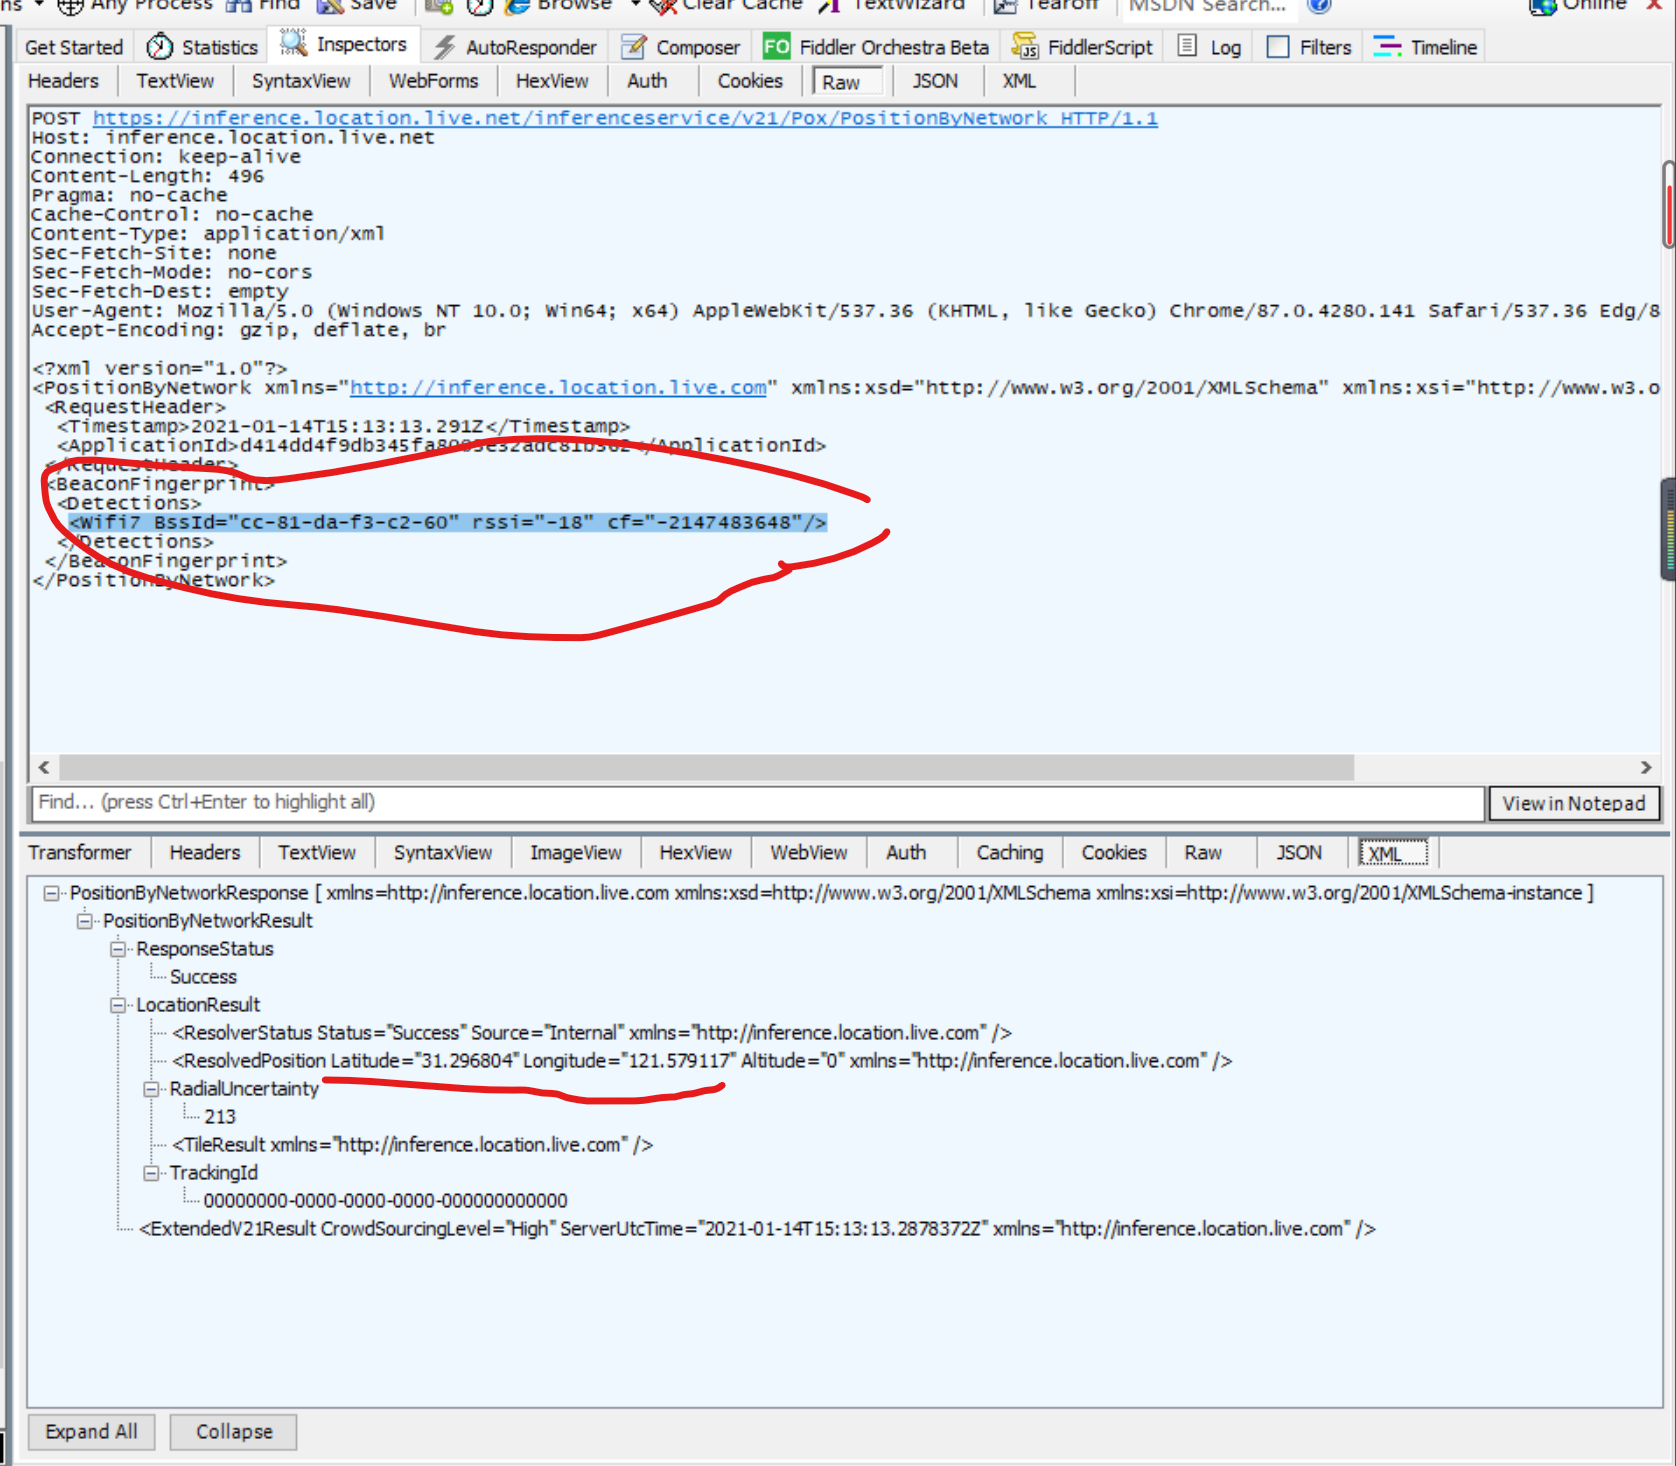 ns Any Process Find Save Browse Clear Cache TextWizard Tearoff MSDN Search... Online X
Get Started Statistics Inspectors AutoResponder Composer FO Fiddler Orchestra Beta FiddlerScript Log Filters Timeline
Headers TextView SyntaxView WebForms HexView Auth Cookies Raw JSON XML
POST https://inference.location.live.net/inferenceservice/v21/Pox/PositionByNetwork HTTP/1.1
Host: inference.location.live.net
Connection: keep-alive
Content-Length: 496
Pragma: no-cache
Cache-Control: no-cache
Content-Type: application/xml
Sec-Fetch-Site: none
Sec-Fetch-Mode: no-cors
Sec-Fetch-Dest: empty
User-Agent: Mozilla/5.0 (Windows NT 10.0; Win64; x64) AppleWebKit/537.36 (KHTML, like Gecko) Chrome/87.0.4280.141 Safari/537.36 Edg/8
Accept-Encoding: gzip, deflate, br
<?xml version="1.0"?>
<PositionByNetwork xmlns="http://inference.location.live.com" xmlns:xsd="http://www.w3.org/2001/XMLSchema" xmlns:xsi="http://www.w3.o
<RequestHeader>
<Timestamp>2021-01-14T15:13:13.291Z</Timestamp>
</ApplicationId>
</RequestHeader>
<BeaconFingerprint>
<Detections>
<Wifi7 BssId="cc-81-da-f3-c2-60" rssi="-18" cf="-2147483648"/>
</Detections>
</BeaconFingerprint>
</PositionByNetwork>
Find... (press Ctrl+Enter to highlight all) View in Notepad
Transformer Headers TextView SyntaxView ImageView HexView WebView Auth Caching Cookies Raw JSON XML
PositionByNetworkResponse [ xmlns=http://inference.location.live.com xmlns:xsd=http://www.w3.org/2001/XMLSchema xmlns:xsi=http://www.w3.org/2001/XMLSchema-instance ]
PositionByNetworkResult
ResponseStatus
Success
LocationResult
<ResolverStatus Status="Success" Source="Internal" xmlns="http://inference.location.live.com" />
<ResolvedPosition Latitude="31.296804" Longitude="121.579117" Altitude="0" xmlns="http://inference.location.live.com" />
RadialUncertainty
213
<TileResult xmlns="http://inference.location.live.com" />
TrackingId
00000000-0000-0000-0000-000000000000
<ExtendedV21Result CrowdSourcingLevel="High" ServerUtcTime="2021-01-14T15:13:13.2878372Z" xmlns="http://inference.location.live.com" />
Expand All Collapse